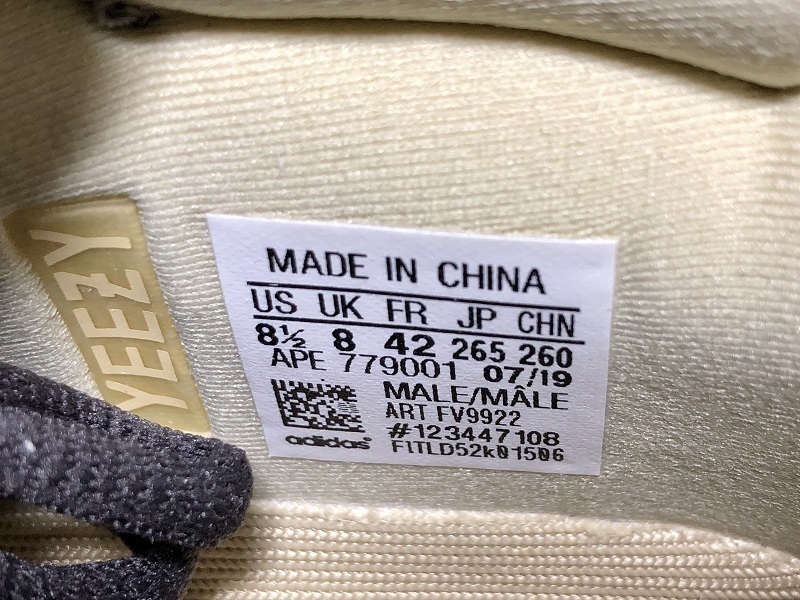 YEEZY
MADE IN CHINA
US UK FR JP CHN
8½ 8 42 265 260
APE 779001 07/19
MALE/MÂLE
ART FV9922
#123447108
adidas F1TLD52k01506